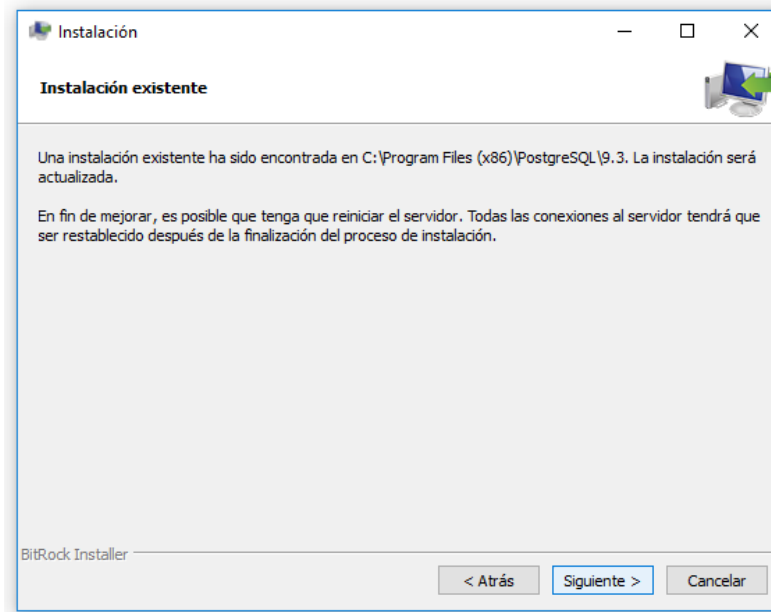 Instalación
Instalación existente
Una instalación existente ha sido encontrada en C:\Program Files (x86)\PostgreSQL\9.3. La instalación será
actualizada.
En fin de mejorar, es posible que tenga que reiniciar el servidor. Todas las conexiones al servidor tendrá que
ser restablecido después de la finalización del proceso de instalación.
BitRock Installer
< Atrás
Siguiente >
Cancelar